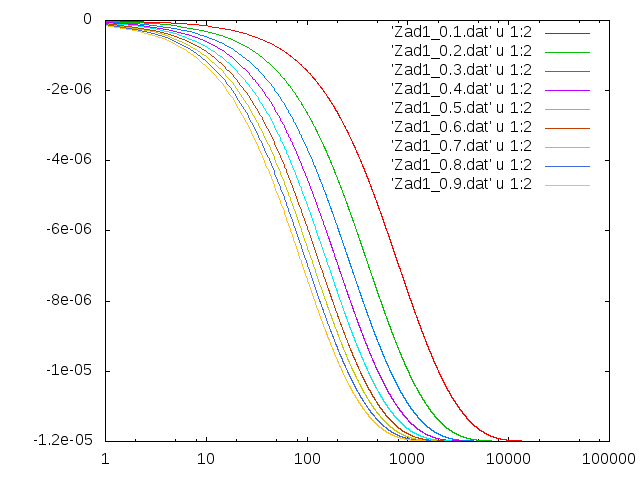 0
-2e-06
-4e-06
-6e-06
-8e-06
-1e-05
-1.2e-05
1
10
100
1000
10000
100000
'Zad1_0.1.dat' u 1:2
'Zad1_0.2.dat' u 1:2
'Zad1_0.3.dat' u 1:2
'Zad1_0.4.dat' u 1:2
'Zad1_0.5.dat' u 1:2
'Zad1_0.6.dat' u 1:2
'Zad1_0.7.dat' u 1:2
'Zad1_0.8.dat' u 1:2
'Zad1_0.9.dat' u 1:2